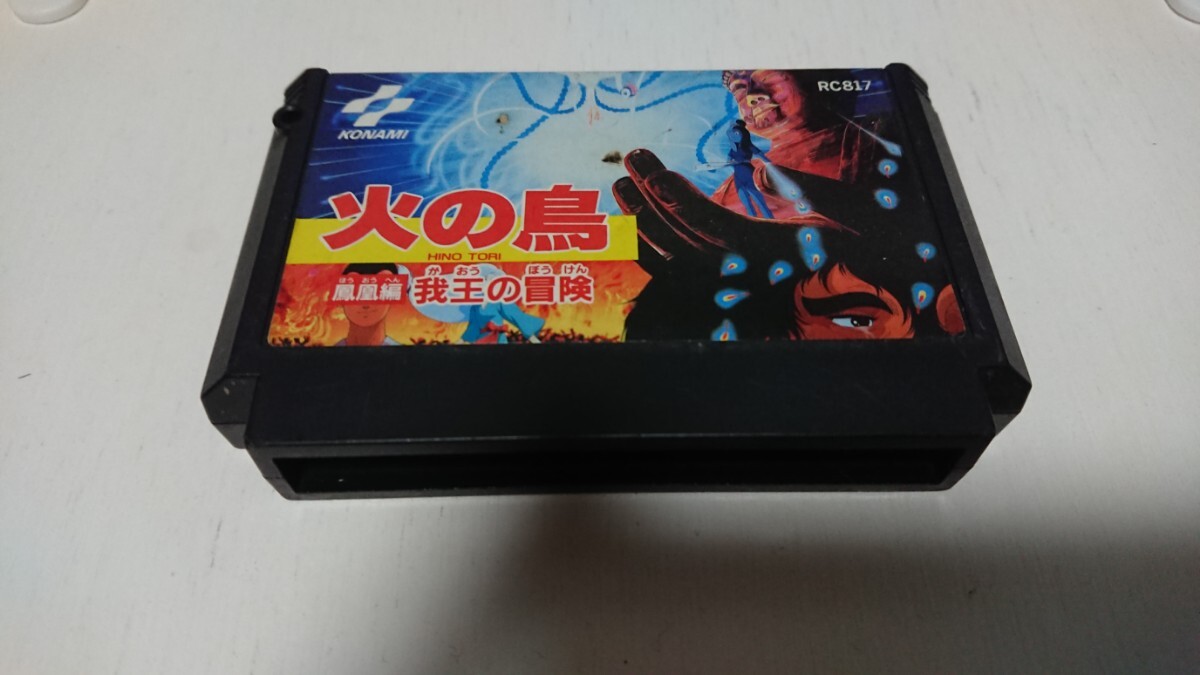 KONAMI
RC817
火の鳥
HINO TORI
ほうおうへん がおう ぼうけん
鳳凰編 我王の冒険